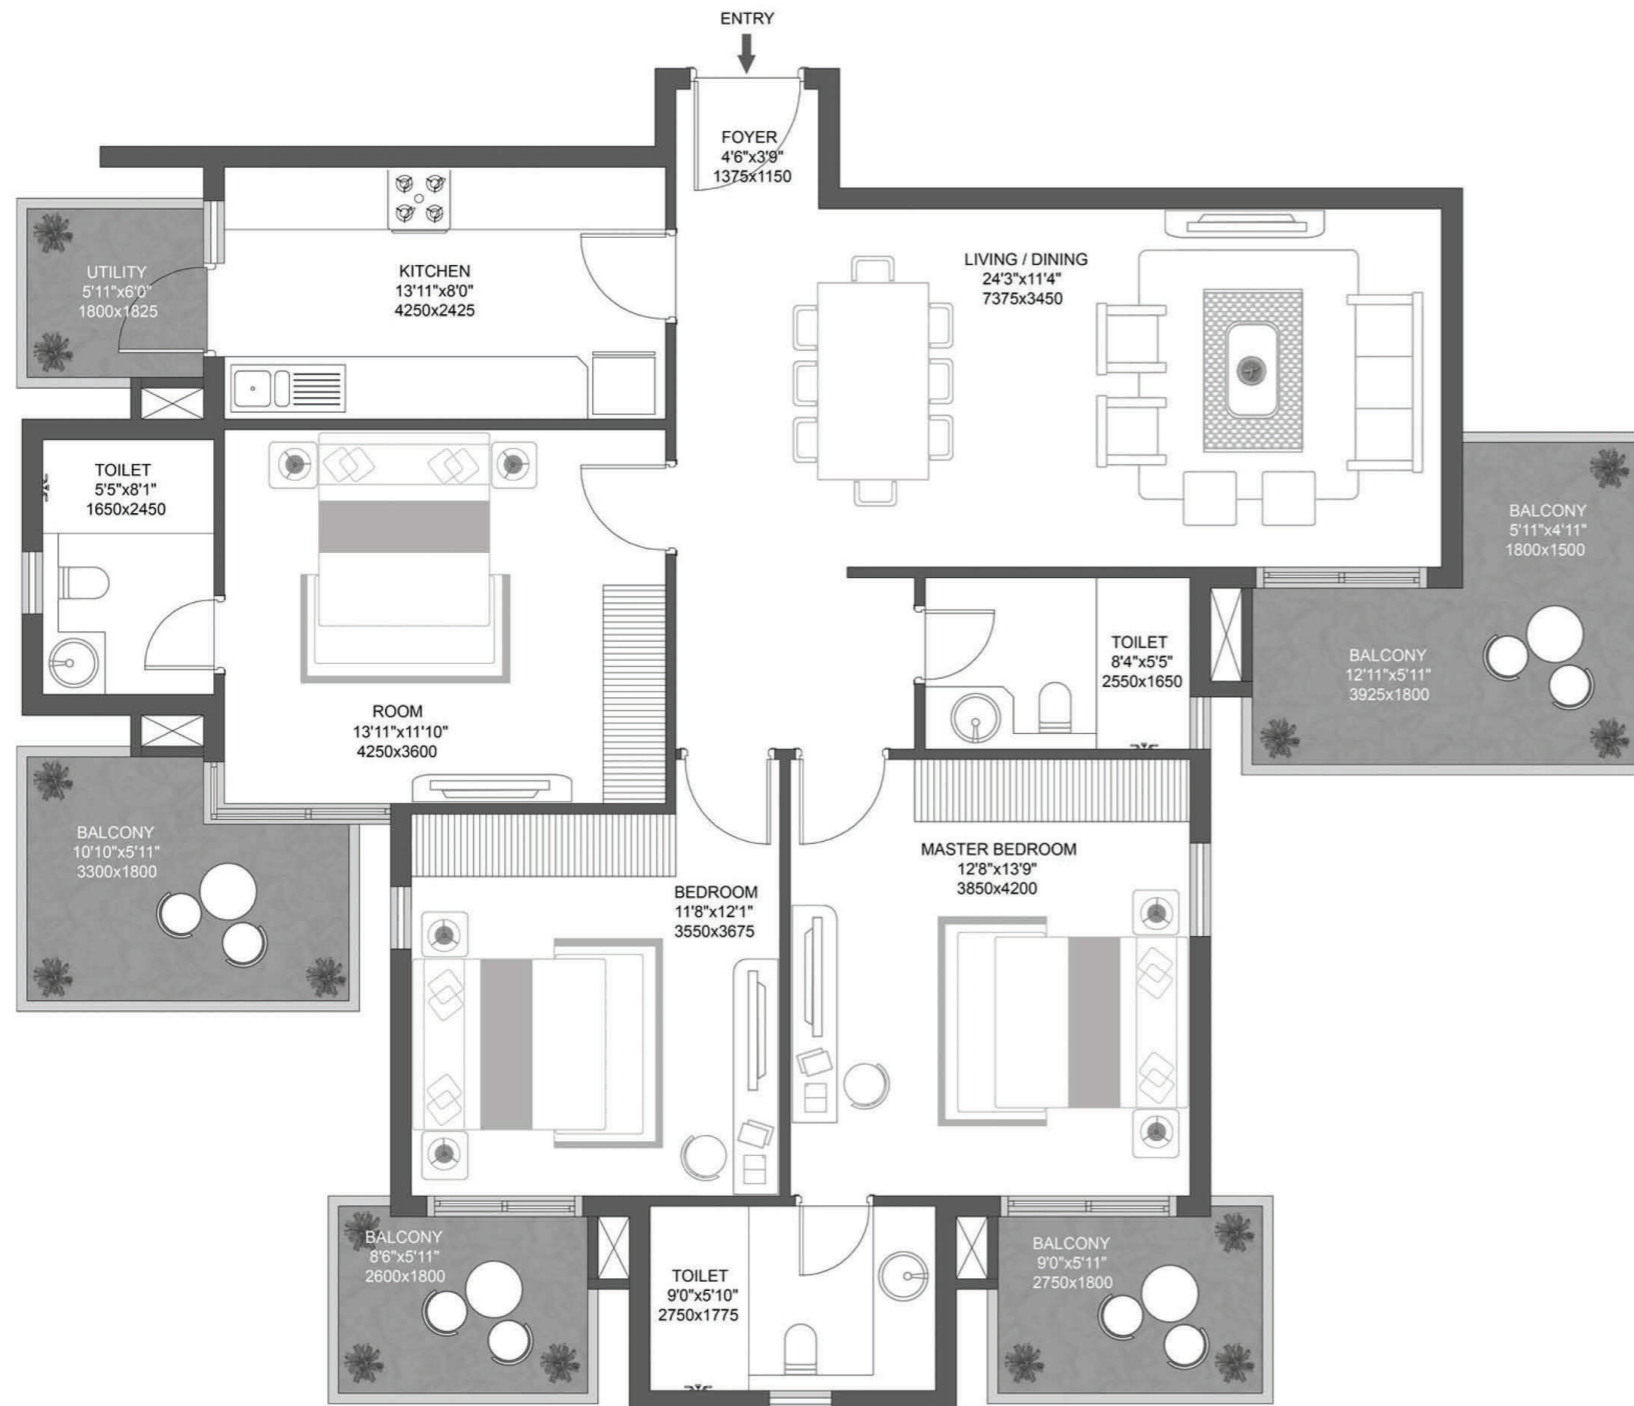 ENTRY
FOYER
4'6"x3'9"
1375x1150
UTILITY
5'11"x6'0"
1800x1825
KITCHEN
13'11"x8'0"
4250x2425
LIVING / DINING
24'3"x11'4"
7375x3450
TOILET
5'5"x8'1"
1650x2450
BALCONY
5'11"x4'11"
1800x1500
TOILET
8'4"x5'5"
2550x1650
BALCONY
12'11"x5'11"
3925x1800
ROOM
13'11"x11'10"
4250x3600
BALCONY
10'10"x5'11"
3300x1800
BEDROOM
11'8"x12'1"
3550x3675
MASTER BEDROOM
12'8"x13'9"
3850x4200
BALCONY
8'6"x5'11"
2600x1800
TOILET
9'0"x5'10"
2750x1775
BALCONY
9'0"x5'11"
2750x1800